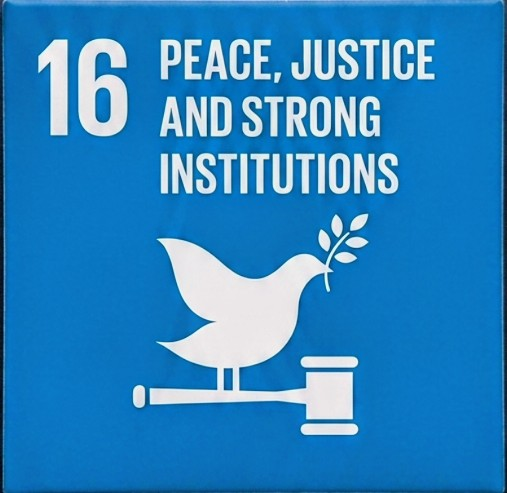 16 PEACE, JUSTICE
AND STRONG
INSTITUTIONS